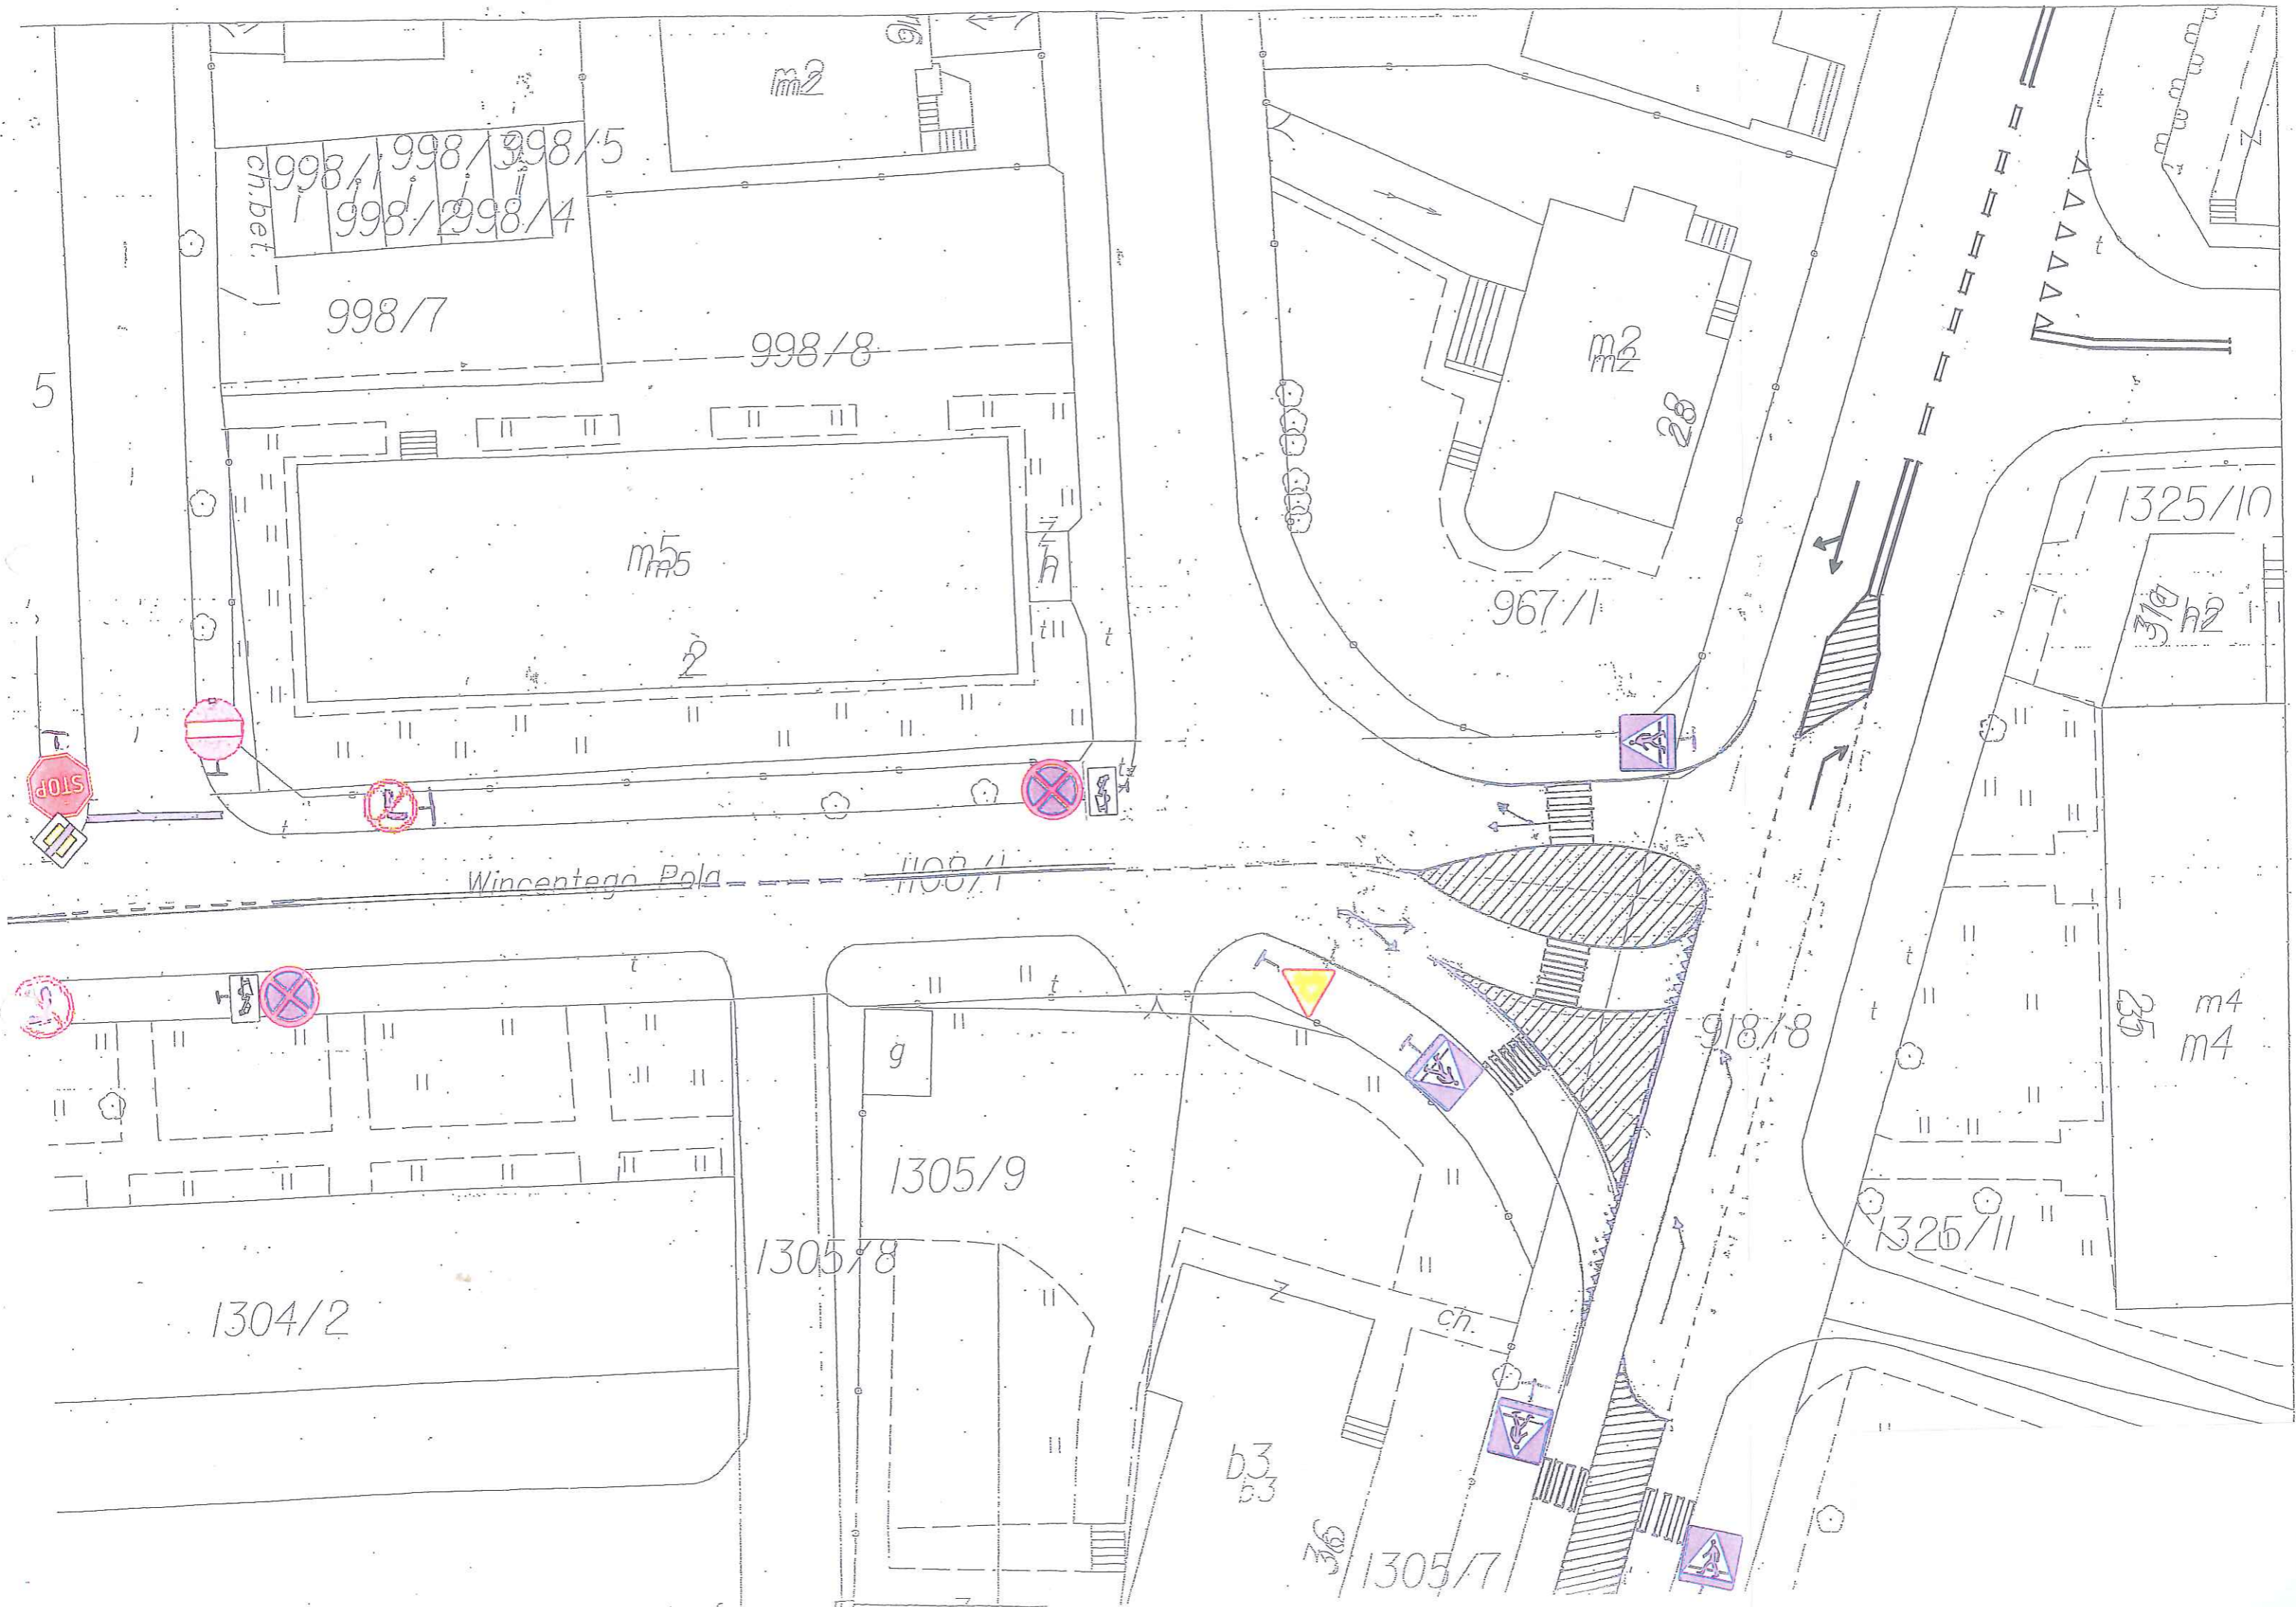 m2
16
998/1
998/3
998/5
ch.bet.
998/2
998/4
998/7
998/8
5
m2
28
1325/10
m5
m5
h
t
t
967/1
31a
h2
2
t
STOP
t
Wincentego Pola
1108/1
t
t
t
t
918/8
35
m4
m4
g
1305/9
1305/8
1325/11
1304/2
ch.
b3
b3
36
1305/7